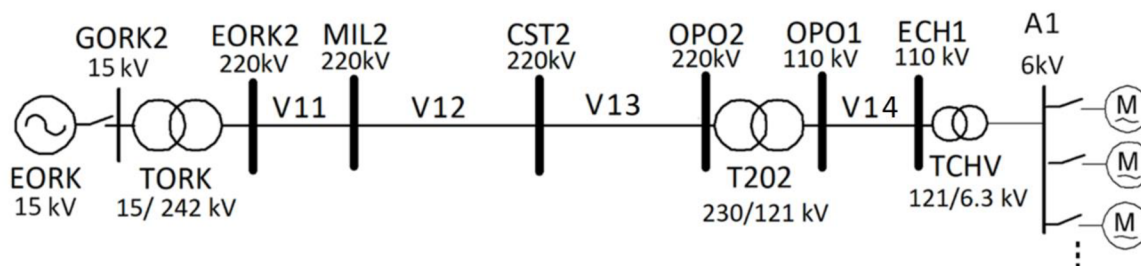 GORK2
15 kV
EORK2
220kV
MIL2
220kV
CST2
220kV
OPO2
220kV
OPO1
110 kV
ECH1
110 kV
A1
6kV
V11
V12
V13
V14
M
M
M
EORK
15 kV
TORK
15/ 242 kV
T202
230/121 kV
TCHV
121/6.3 kV